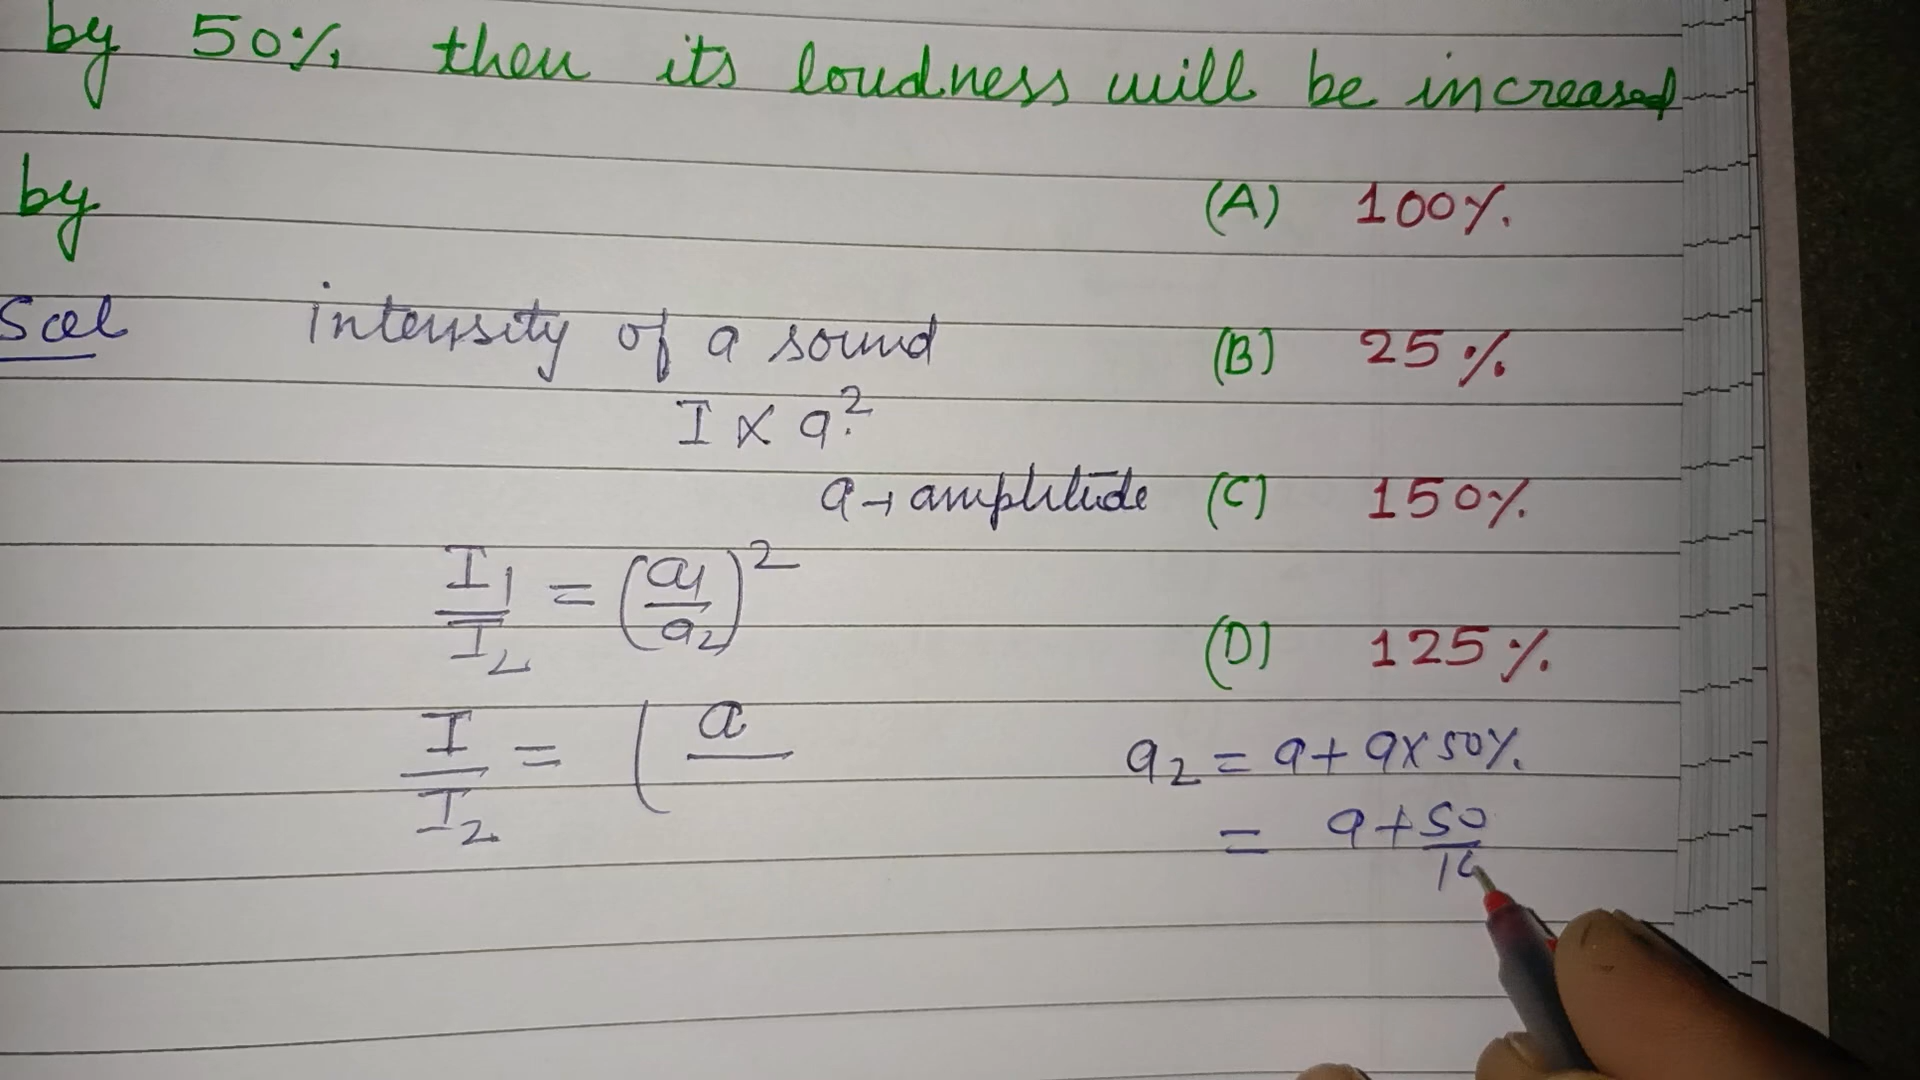 by 50% then its loudness will be increased
by
(A) 100%.
Sol intensity of a sound
(B) 25%
I ∝ a².
a → amplitude (C) 150%.
I₁/I₂ = (a₁/a₂)²
(D) 125%.
I/I₂ = (a
a₂ = a + a×50%.
= a + 50/10